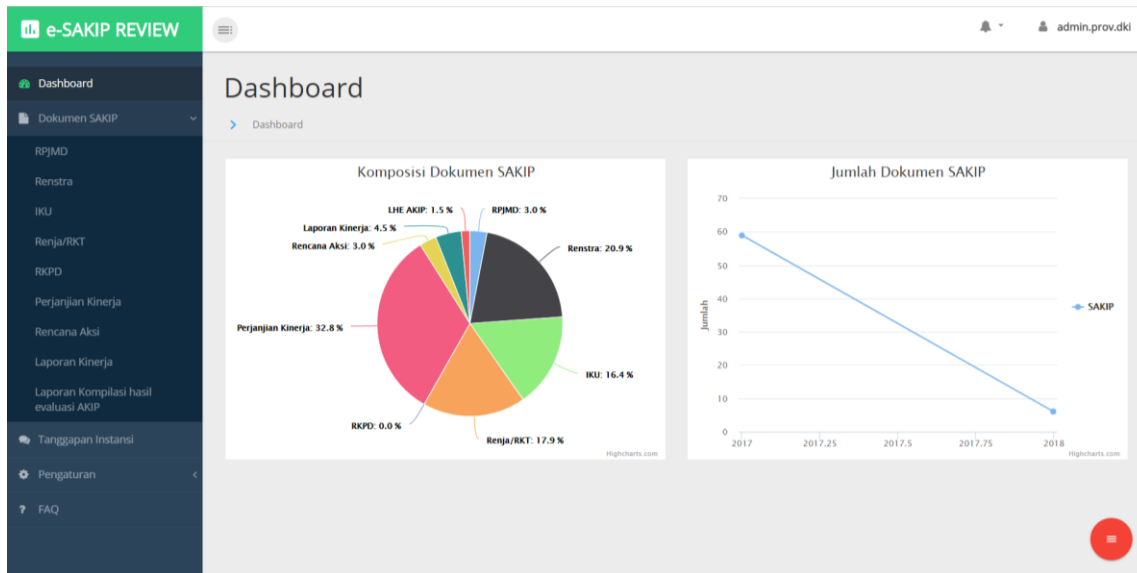 e-SAKIP REVIEW
admin.prov.dki
Dashboard
Dokumen SAKIP
RPJMD
Renstra
IKU
Renja/RKT
RKPD
Perjanjian Kinerja
Rencana Aksi
Laporan Kinerja
Laporan Kompilasi hasil
evaluasi AKIP
Tanggapan Instansi
Pengaturan
? FAQ
Dashboard
Dashboard
Komposisi Dokumen SAKIP
LHE AKIP: 1.5 %
RPJMD: 3.0 %
Laporan Kinerja: 4.5 %
Rencana Aksi: 3.0 %
Renstra: 20.9 %
Perjanjian Kinerja: 32.8 %
IKU: 16.4 %
RKPD: 0.0 %
Renja/RKT: 17.9 %
Highcharts.com
Jumlah Dokumen SAKIP
Jumlah
70
60
50
40
30
20
10
0
2017
2017.25
2017.5
2017.75
2018
SAKIP
Highcharts.com